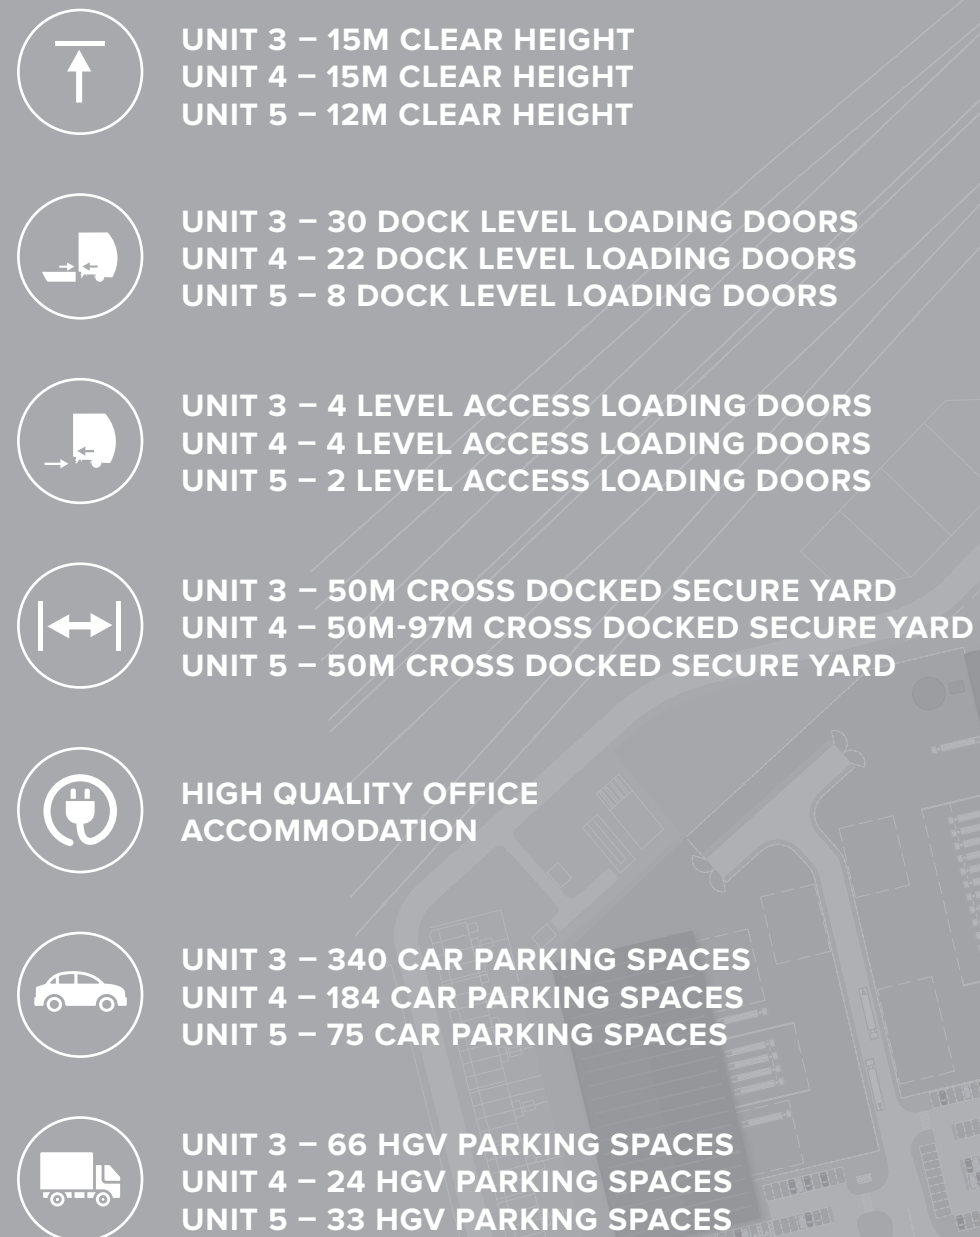 UNIT 3 – 15M CLEAR HEIGHT
UNIT 4 – 15M CLEAR HEIGHT
UNIT 5 – 12M CLEAR HEIGHT
UNIT 3 – 30 DOCK LEVEL LOADING DOORS
UNIT 4 – 22 DOCK LEVEL LOADING DOORS
UNIT 5 – 8 DOCK LEVEL LOADING DOORS
UNIT 3 – 4 LEVEL ACCESS LOADING DOORS
UNIT 4 – 4 LEVEL ACCESS LOADING DOORS
UNIT 5 – 2 LEVEL ACCESS LOADING DOORS
UNIT 3 – 50M CROSS DOCKED SECURE YARD
UNIT 4 – 50M-97M CROSS DOCKED SECURE YARD
UNIT 5 – 50M CROSS DOCKED SECURE YARD
HIGH QUALITY OFFICE
ACCOMMODATION
UNIT 3 – 340 CAR PARKING SPACES
UNIT 4 – 184 CAR PARKING SPACES
UNIT 5 – 75 CAR PARKING SPACES
UNIT 3 – 66 HGV PARKING SPACES
UNIT 4 – 24 HGV PARKING SPACES
UNIT 5 – 33 HGV PARKING SPACES